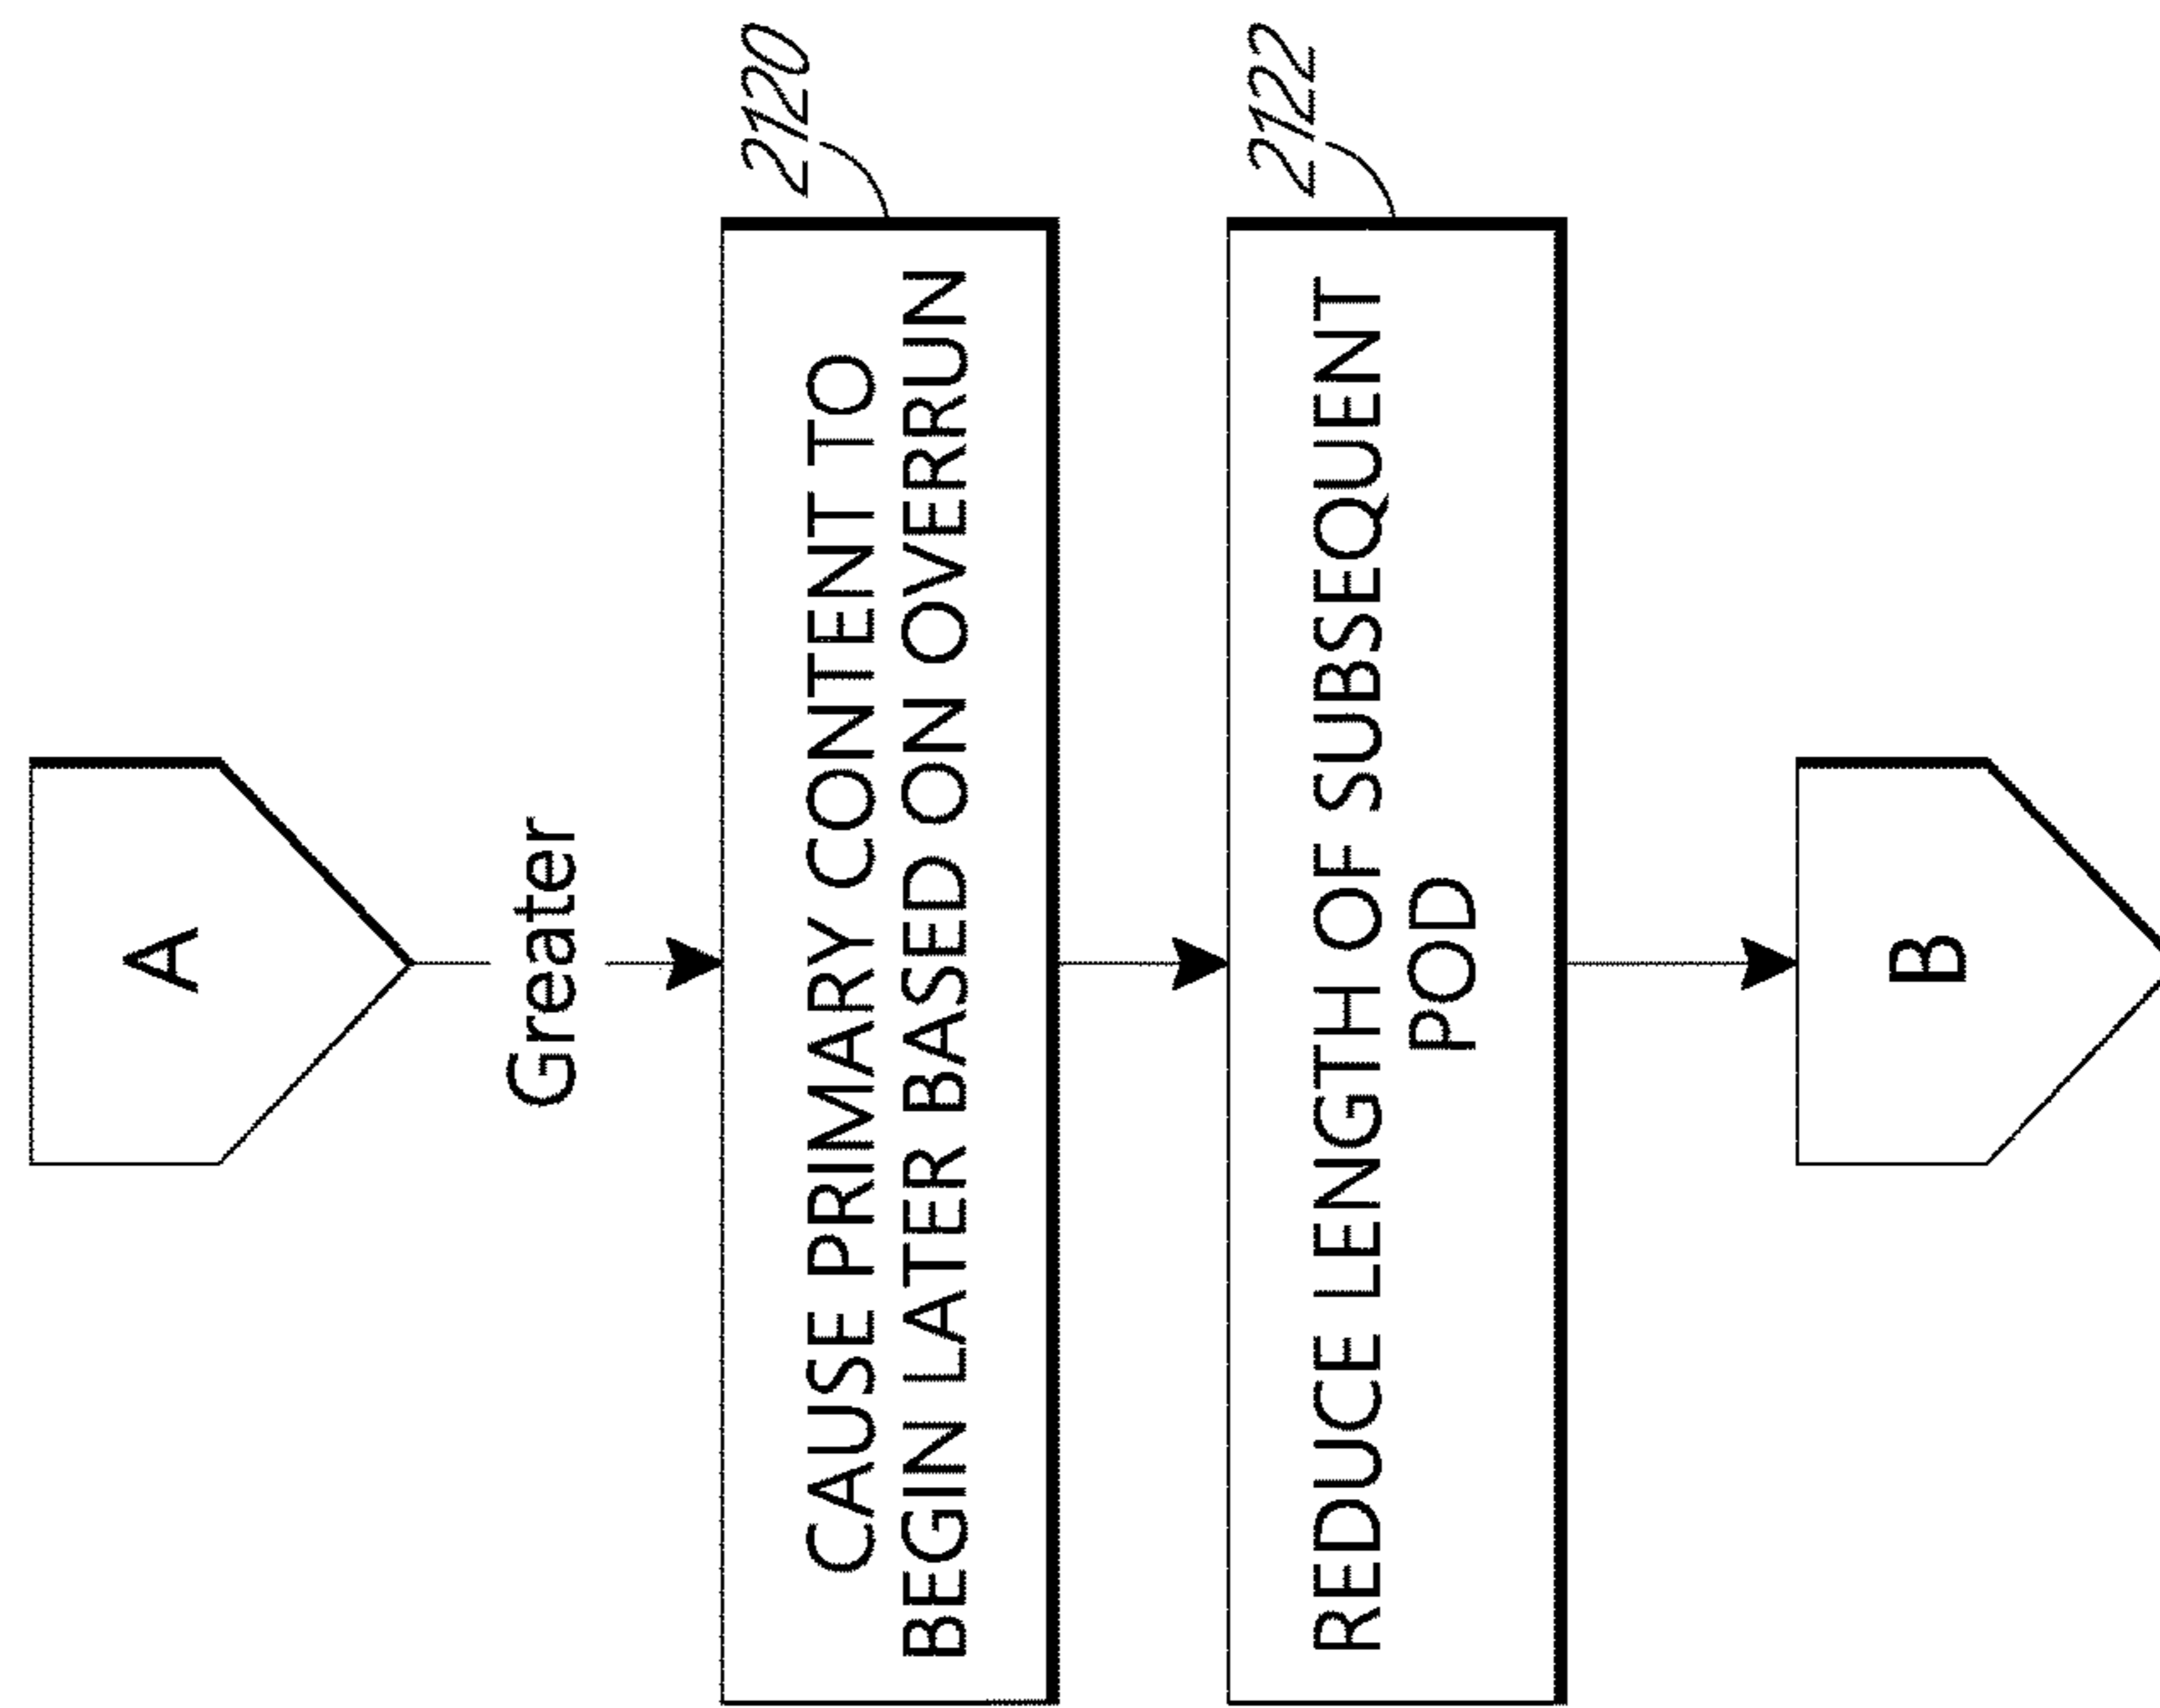 A
Greater
2120
CAUSE PRIMARY CONTENT TO
BEGIN LATER BASED ON OVERRUN
2122
REDUCE LENGTH OF SUBSEQUENT
POD
B